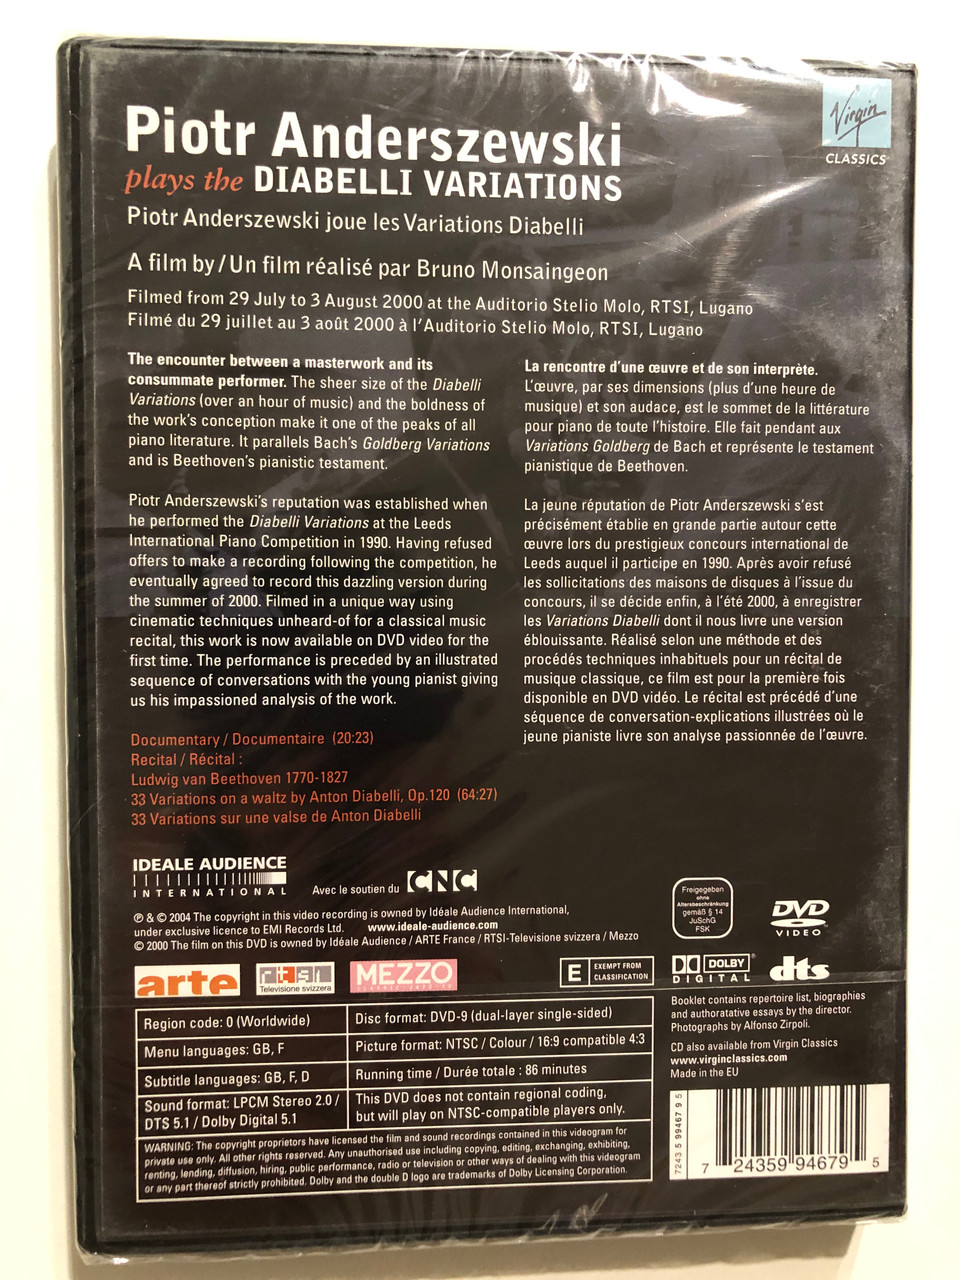 Piotr Anderszewski
plays the DIABELLI VARIATIONS
Piotr Anderszewski joue les Variations Diabelli
A film by / Un film réalisé par Bruno Monsaingeon
Filmed from 29 July to 3 August 2000 at the Auditorio Stelio Molo, RTSI, Lugano
Filmé du 29 juillet au 3 août 2000 à l'Auditorio Stelio Molo, RTSI, Lugano
Virgin
CLASSICS
The encounter between a masterwork and its
consummate performer. The sheer size of the Diabelli
Variations (over an hour of music) and the boldness of
the work's conception make it one of the peaks of all
piano literature. It parallels Bach's Goldberg Variations
and is Beethoven's pianistic testament.
Piotr Anderszewski's reputation was established when
he performed the Diabelli Variations at the Leeds
International Piano Competition in 1990. Having refused
offers to make a recording following the competition, he
eventually agreed to record this dazzling version during
the summer of 2000. Filmed in a unique way using
cinematic techniques unheard-of for a classical music
recital, this work is now available on DVD video for the
first time. The performance is preceded by an illustrated
sequence of conversations with the young pianist giving
us his impassioned analysis of the work.
La rencontre d'une œuvre et de son interprète.
L'œuvre, par ses dimensions (plus d'une heure de
musique) et son audace, est le sommet de la littérature
pour piano de toute l'histoire. Elle fait pendant aux
Variations Goldberg de Bach et représente le testament
pianistique de Beethoven.
La jeune réputation de Piotr Anderszewski s'est
précisément établie en grande partie autour cette
œuvre lors du prestigieux concours international de
Leeds auquel il participe en 1990. Après avoir refusé
les sollicitations des maisons de disques à l'issue du
concours, il se décide enfin, à l'été 2000, à enregistrer
les Variations Diabelli dont il nous livre une version
éblouissante. Réalisé selon une méthode et des
procédés techniques inhabituels pour un récital de
musique classique, ce film est pour la première fois
disponible en DVD vidéo. Le récital est précédé d'une
séquence de conversation-explications illustrées où le
jeune pianiste livre son analyse passionnée de l'œuvre.
Documentary / Documentaire (20:23)
Recital / Récital :
Ludwig van Beethoven 1770-1827
33 Variations on a waltz by Anton Diabelli, Op.120 (64:27)
33 Variations sur une valse de Anton Diabelli
IDEALE AUDIENCE
INTERNATIONAL
Avec le soutien du CNC
℗ & © 2004 The copyright in this video recording is owned by Idéale Audience International,
under exclusive licence to EMI Records Ltd. www.ideale-audience.com
© 2000 The film on this DVD is owned by Idéale Audience / ARTE France / RTSI-Televisione svizzera / Mezzo
Freigegeben
ohne
Altersbeschränkung
gemäß § 14
JuSchG
FSK
DVD
VIDEO
arte
rtsi
Televisione svizzera
MEZZO
E EXEMPT FROM
CLASSIFICATION
DOLBY
DIGITAL
dts
Region code: 0 (Worldwide)
Menu languages: GB, F
Subtitle languages: GB, F, D
Sound format: LPCM Stereo 2.0 /
DTS 5.1 / Dolby Digital 5.1
Disc format: DVD-9 (dual-layer single-sided)
Picture format: NTSC / Colour / 16:9 compatible 4:3
Running time / Durée totale : 86 minutes
This DVD does not contain regional coding,
but will play on NTSC-compatible players only.
WARNING: The copyright proprietors have licensed the film and sound recordings contained in this videogram for
private use only. All other rights reserved. Any unauthorised use including copying, editing, exchanging, exhibiting,
renting, lending, diffusion, hiring, public performance, radio or television or other ways of dealing with this videogram
or any part thereof strictly prohibited. Dolby and the double D logo are trademarks of Dolby Licensing Corporation.
Booklet contains repertoire list, biographies
and authoratative essays by the director.
Photographs by Alfonso Zirpoli.
CD also available from Virgin Classics
www.virginclassics.com
Made in the EU
7243 5 99467 9 5
7 24359 94679 5